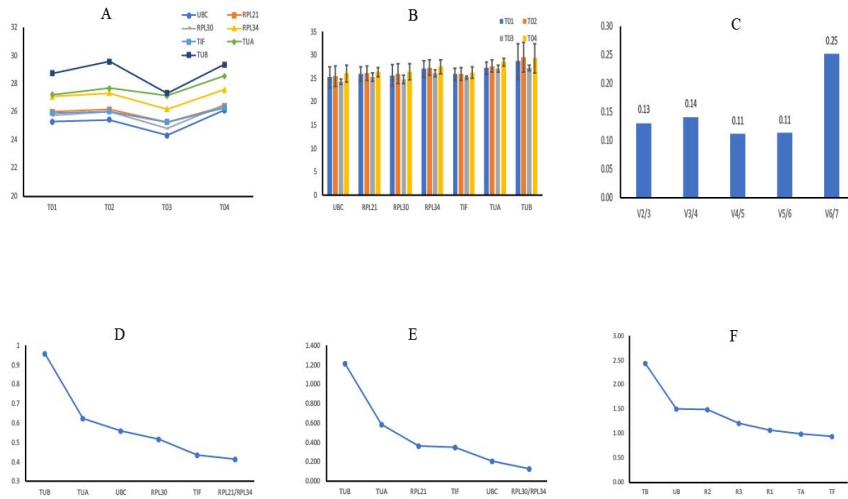 A
UBC RPL21
RPL30 RPL34
TIF TUA
TUB
32
30
28
26
24
22
20
T01 T02 T03 T04
B
T01 T02
T03 T04
35
30
25
20
15
10
5
0
UBC RPL21 RPL30 RPL34 TIF TUA TUB
C
0.30
0.25
0.20
0.15
0.10
0.05
0.00
0.13 0.14 0.11 0.11 0.25
V2/3 V3/4 V4/5 V5/6 V6/7
D
1
0.9
0.8
0.7
0.6
0.5
0.4
0.3
TUB TUA UBC RPL30 TIF RPL21/RPL34
E
1.400
1.200
1.000
0.800
0.600
0.400
0.200
0.000
TUB TUA RPL21 TIF UBC RPL30/RPL34
F
3.00
2.50
2.00
1.50
1.00
0.50
0.00
TB UB R2 R3 R1 TA TF